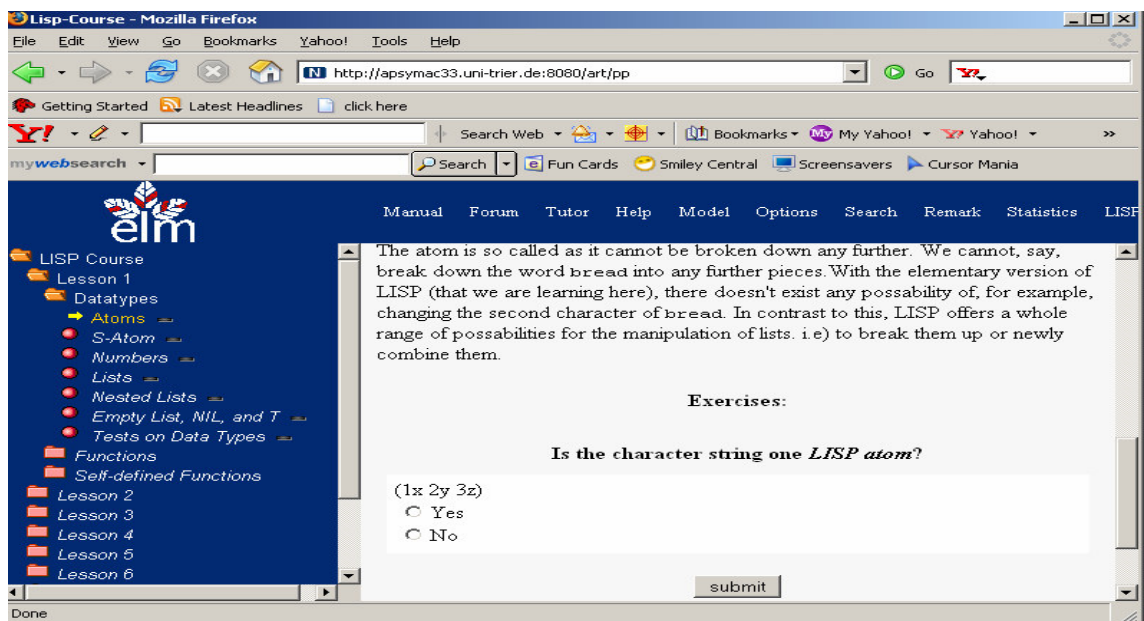 Lisp-Course - Mozilla Firefox
File Edit View Go Bookmarks Yahoo! Tools Help
N http://apsymac33.uni-trier.de:8080/art/pp Go Y!
Getting Started Latest Headlines click here
Y! Search Web Bookmarks My My Yahoo! Y? Yahoo! »
mywebsearch Search Fun Cards Smiley Central Screensavers Cursor Mania
elm
Manual Forum Tutor Help Model Options Search Remark Statistics LISP
LISP Course
Lesson 1
Datatypes
Atoms
S-Atom
Numbers
Lists
Nested Lists
Empty List, NIL, and T
Tests on Data Types
Functions
Self-defined Functions
Lesson 2
Lesson 3
Lesson 4
Lesson 5
Lesson 6
The atom is so called as it cannot be broken down any further. We cannot, say,
break down the word bread into any further pieces.With the elementary version of
LISP (that we are learning here), there doesn't exist any possability of, for example,
changing the second character of bread. In contrast to this, LISP offers a whole
range of possabilities for the manipulation of lists. i.e) to break them up or newly
combine them.
Exercises:
Is the character string one LISP atom?
(1x 2y 3z)
Yes
No
submit
Done